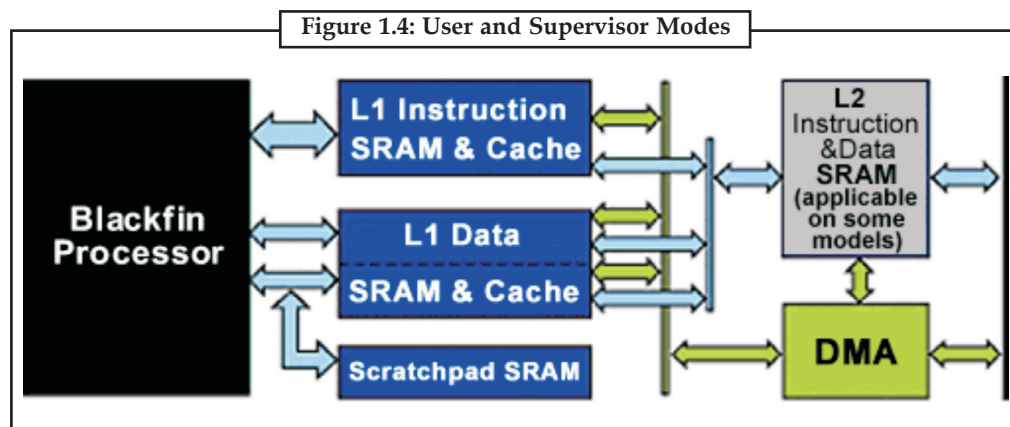 Figure 1.4: User and Supervisor Modes
Blackfin
Processor
L1 Instruction
SRAM & Cache
L1 Data
SRAM & Cache
Scratchpad SRAM
L2
Instruction
&Data
SRAM
(applicable
on some
models)
DMA